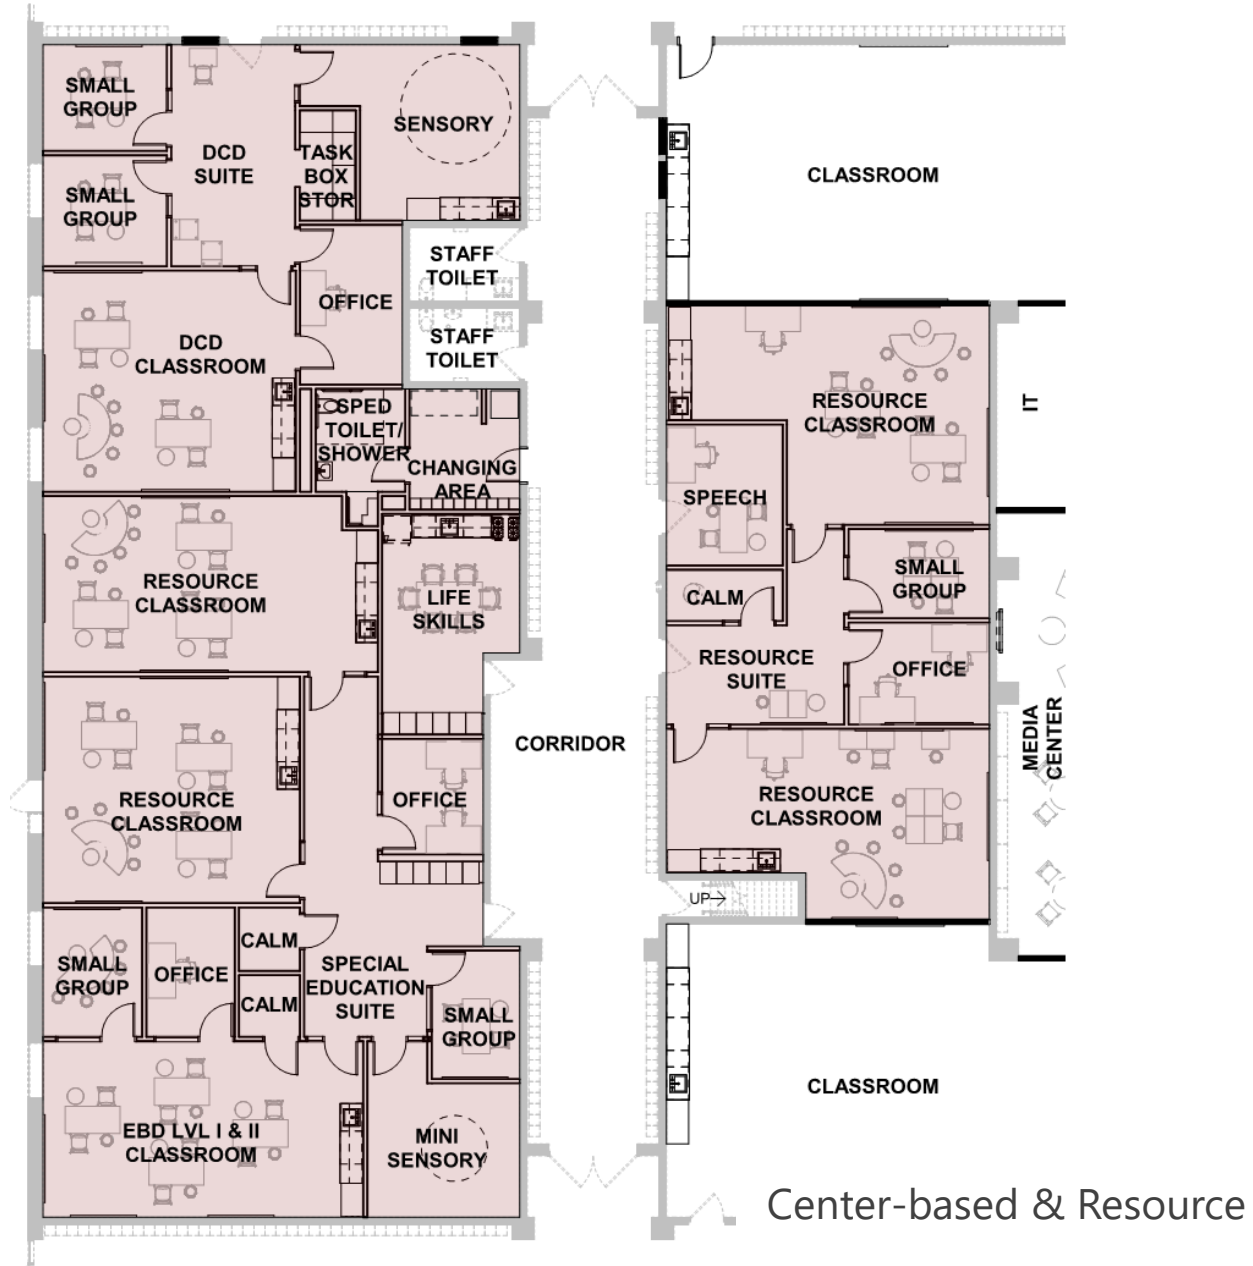 SMALL
GROUP
DCD
SUITE
SENSORY
TASK
BOX
STOR
SMALL
GROUP
STAFF
TOILET
OFFICE
STAFF
TOILET
DCD
CLASSROOM
SPED
TOILET/
SHOWER
CHANGING
AREA
RESOURCE
CLASSROOM
LIFE
SKILLS
RESOURCE
CLASSROOM
OFFICE
CORRIDOR
SMALL
GROUP
OFFICE
CALM
CALM
SPECIAL
EDUCATION
SUITE
SMALL
GROUP
EBD LVL I & II
CLASSROOM
MINI
SENSORY
CLASSROOM
RESOURCE
CLASSROOM
IT
SPEECH
SMALL
GROUP
CALM
RESOURCE
SUITE
OFFICE
MEDIA
CENTER
RESOURCE
CLASSROOM
UP
CLASSROOM
Center-based & Resource